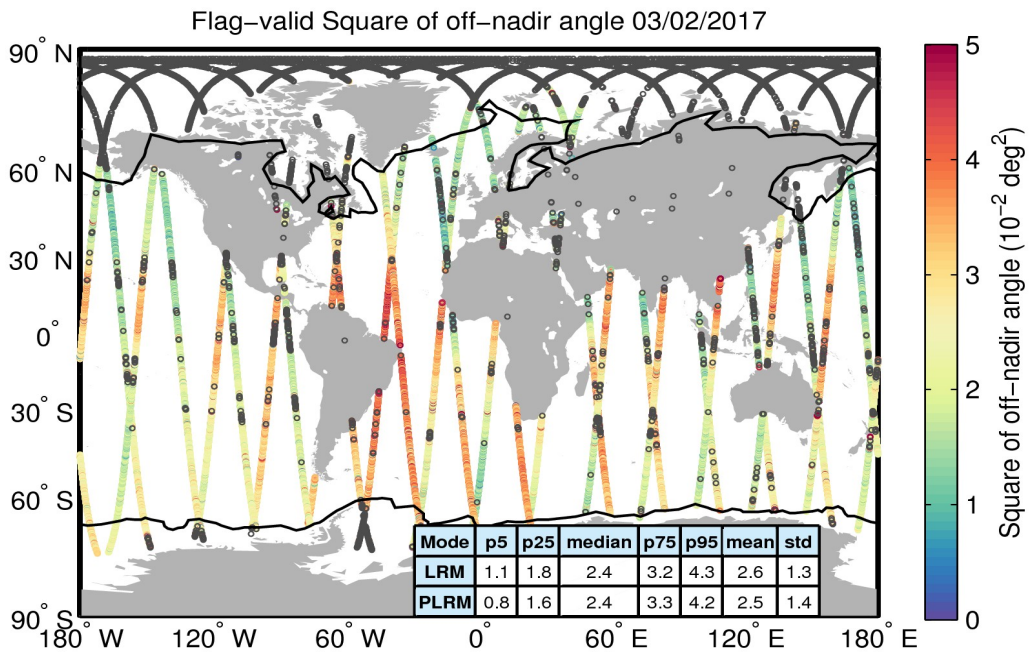 Flag-valid Square of off-nadir angle 03/02/2017
90° N
60° N
30° N
0°
30° S
60° S
90° S
180° W
120° W
60° W
0°
60° E
120° E
180° E
Mode p5 p25 median p75 p95 mean std
LRM 1.1 1.8 2.4 3.2 4.3 2.6 1.3
PLRM 0.8 1.6 2.4 3.3 4.2 2.5 1.4
5
4
3
2
1
0
Square of off-nadir angle (10⁻² deg²)